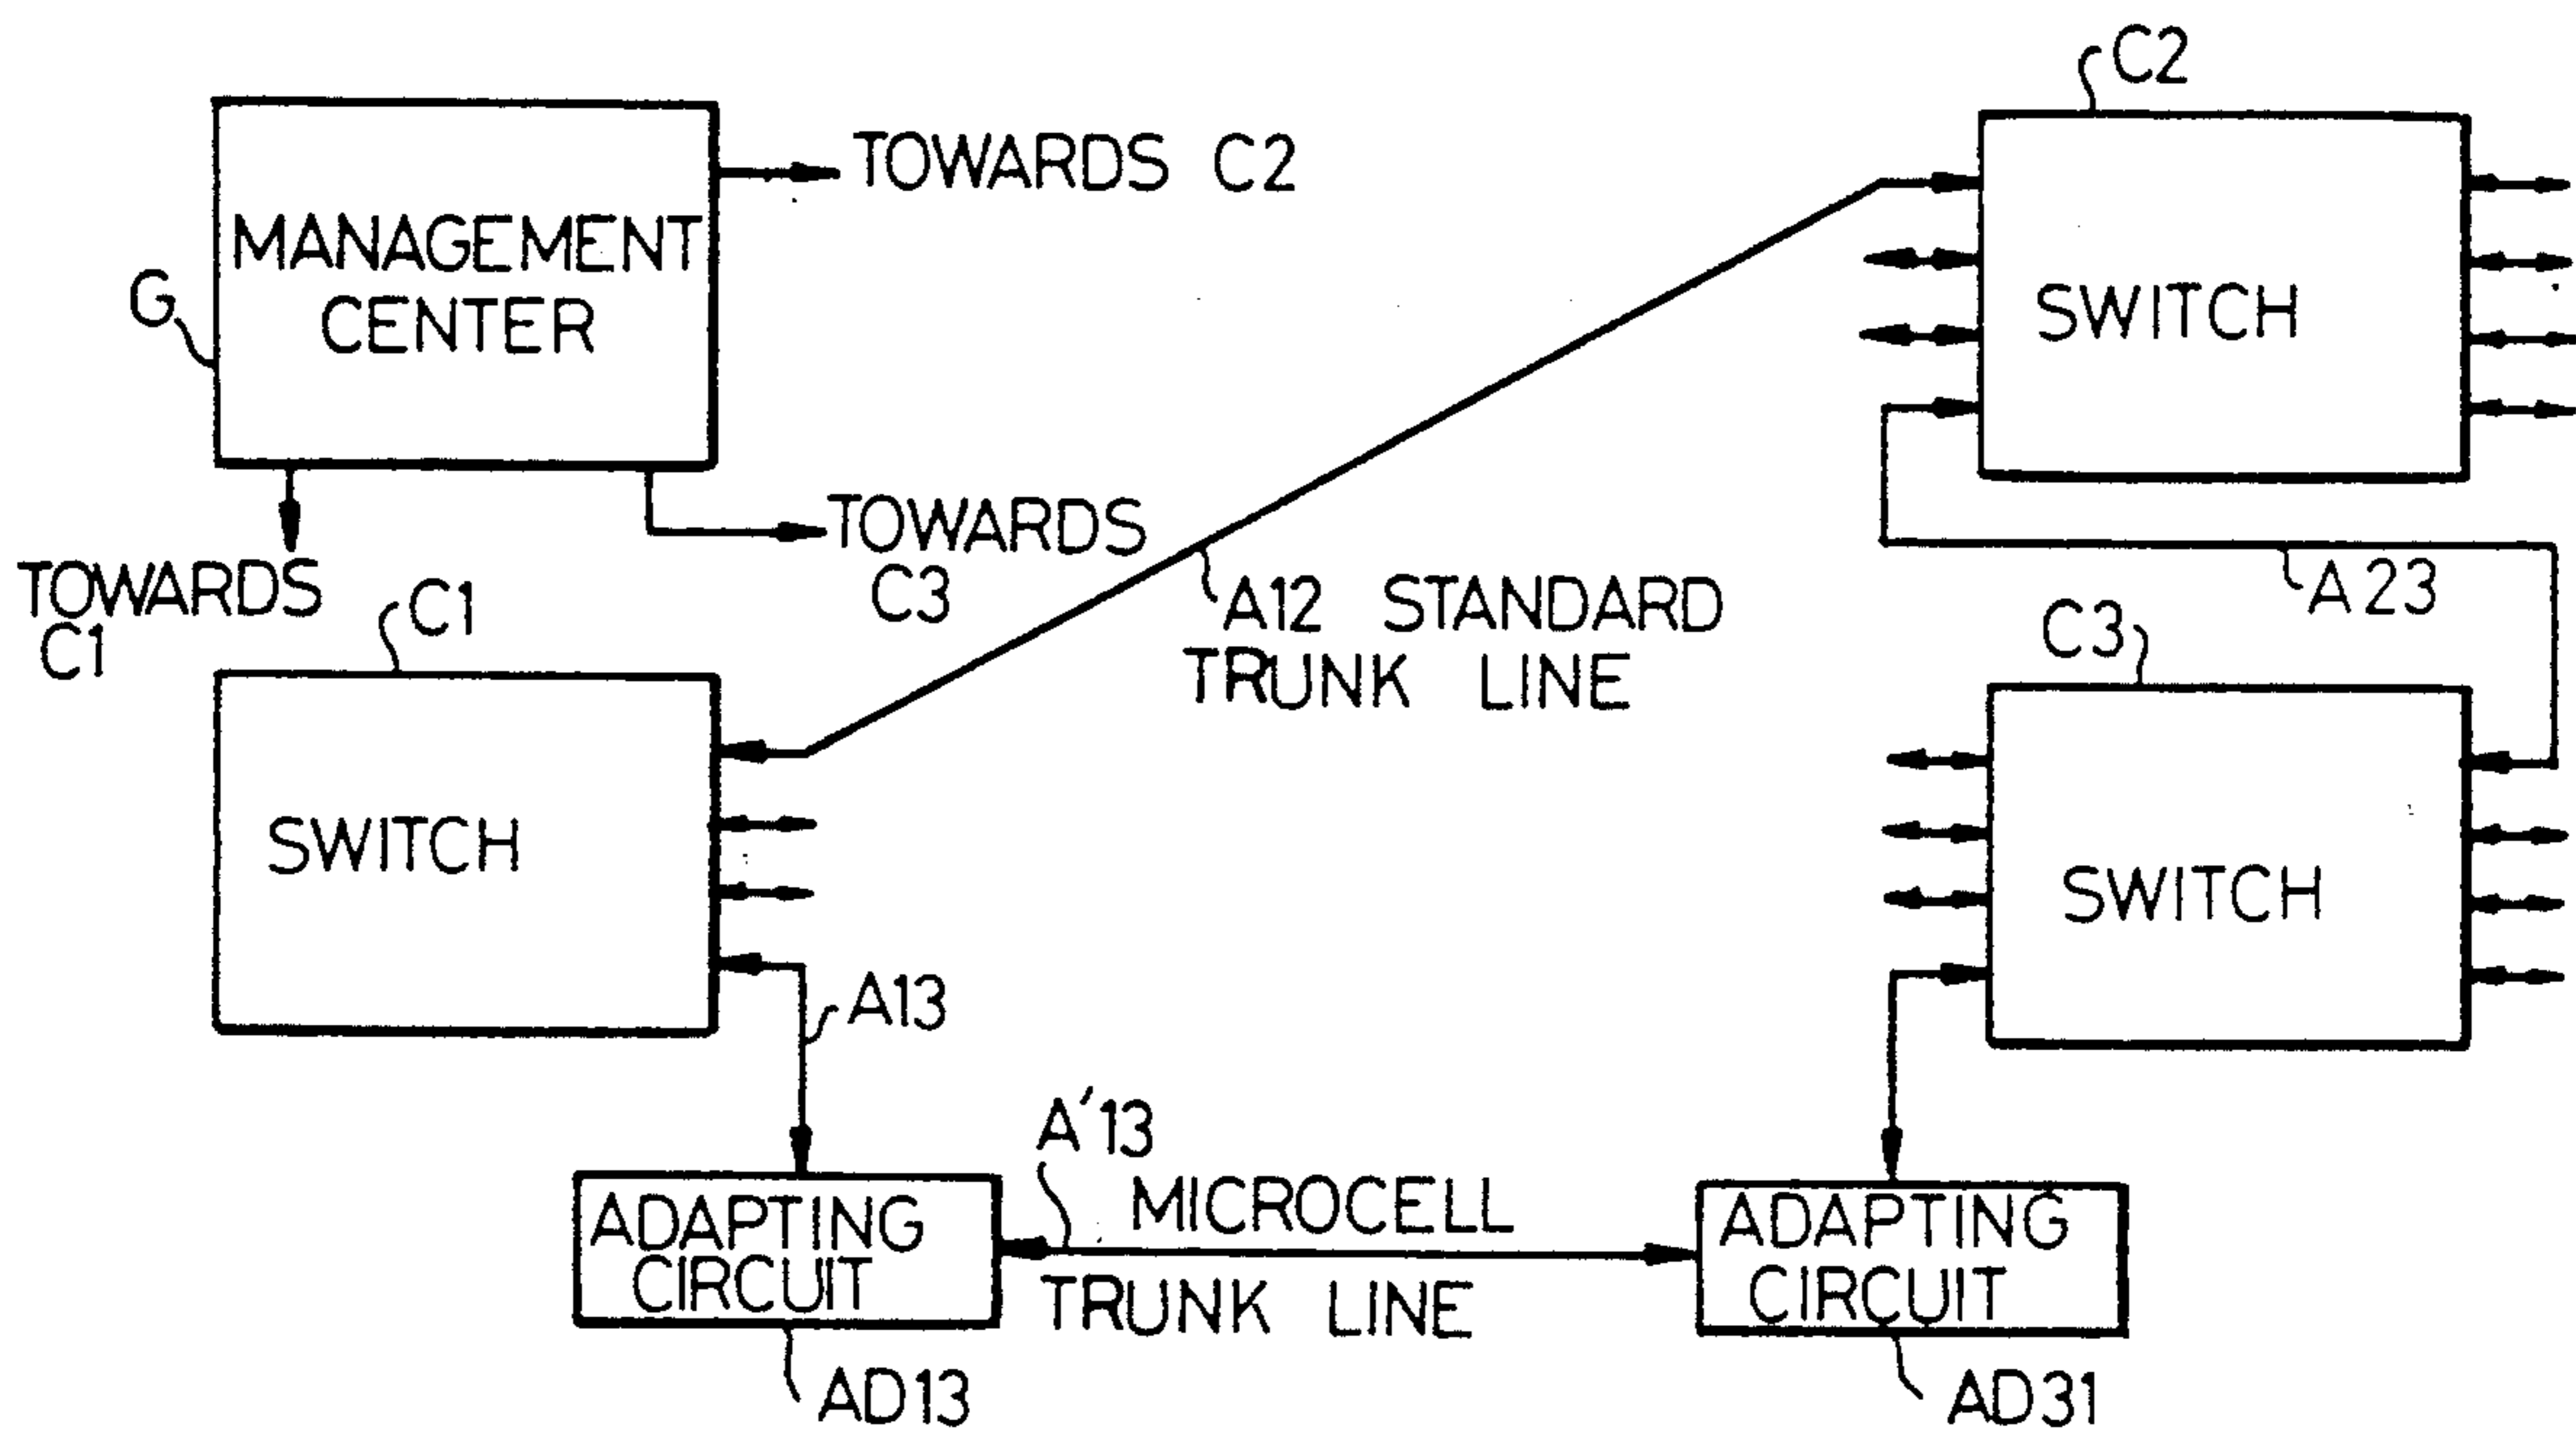 C2
MANAGEMENT
CENTER
G
TOWARDS C2
SWITCH
TOWARDS
C3
TOWARDS
C1
C1
A12 STANDARD
TRUNK LINE
A23
C3
SWITCH
SWITCH
A13
A'13
MICROCELL
TRUNK LINE
ADAPTING
CIRCUIT
ADAPTING
CIRCUIT
AD13
AD31